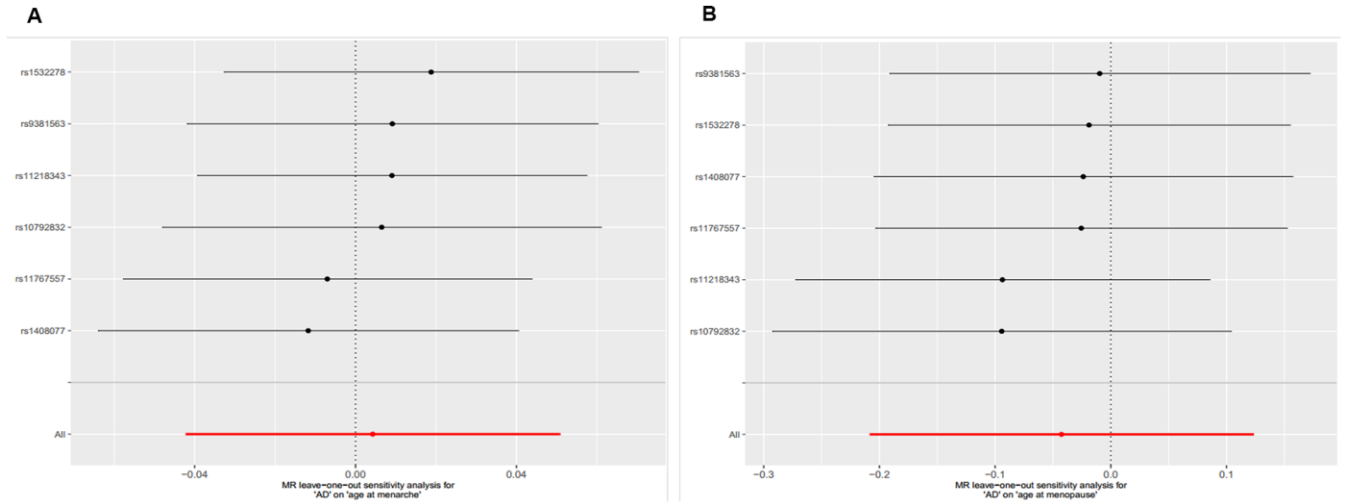 A
rs1532278
rs9381563
rs11218343
rs10792832
rs11767557
rs1408077
All
−0.04
0.00
0.04
MR leave−one−out sensitivity analysis for
'AD' on 'age at menarche'
B
rs9381563
rs1532278
rs1408077
rs11767557
rs11218343
rs10792832
All
−0.3
−0.2
−0.1
0.0
0.1
MR leave−one−out sensitivity analysis for
'AD' on 'age at menopause'